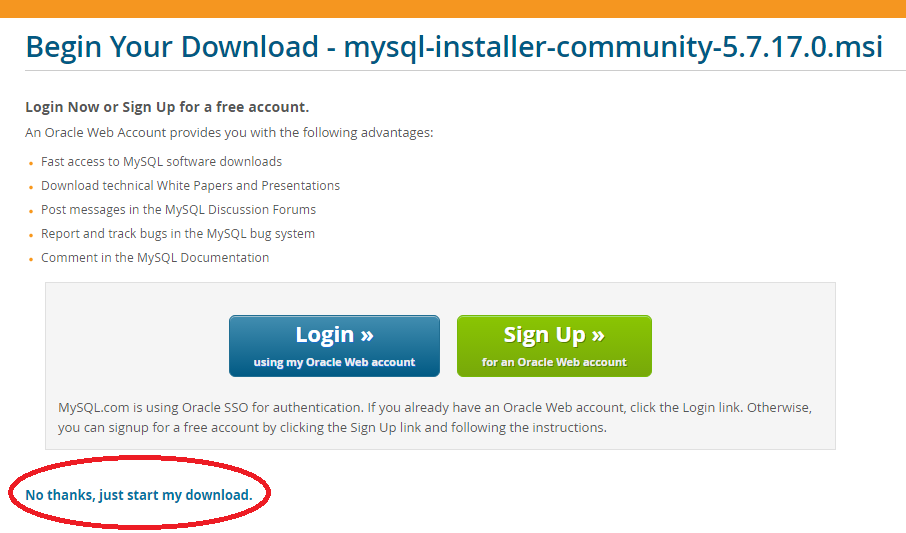 Begin Your Download - mysql-installer-community-5.7.17.0.msi
Login Now or Sign Up for a free account.
An Oracle Web Account provides you with the following advantages:
Fast access to MySQL software downloads
Download technical White Papers and Presentations
Post messages in the MySQL Discussion Forums
Report and track bugs in the MySQL bug system
Comment in the MySQL Documentation
Login »
using my Oracle Web account
Sign Up »
for an Oracle Web account
MySQL.com is using Oracle SSO for authentication. If you already have an Oracle Web account, click the Login link. Otherwise,
you can signup for a free account by clicking the Sign Up link and following the instructions.
No thanks, just start my download.